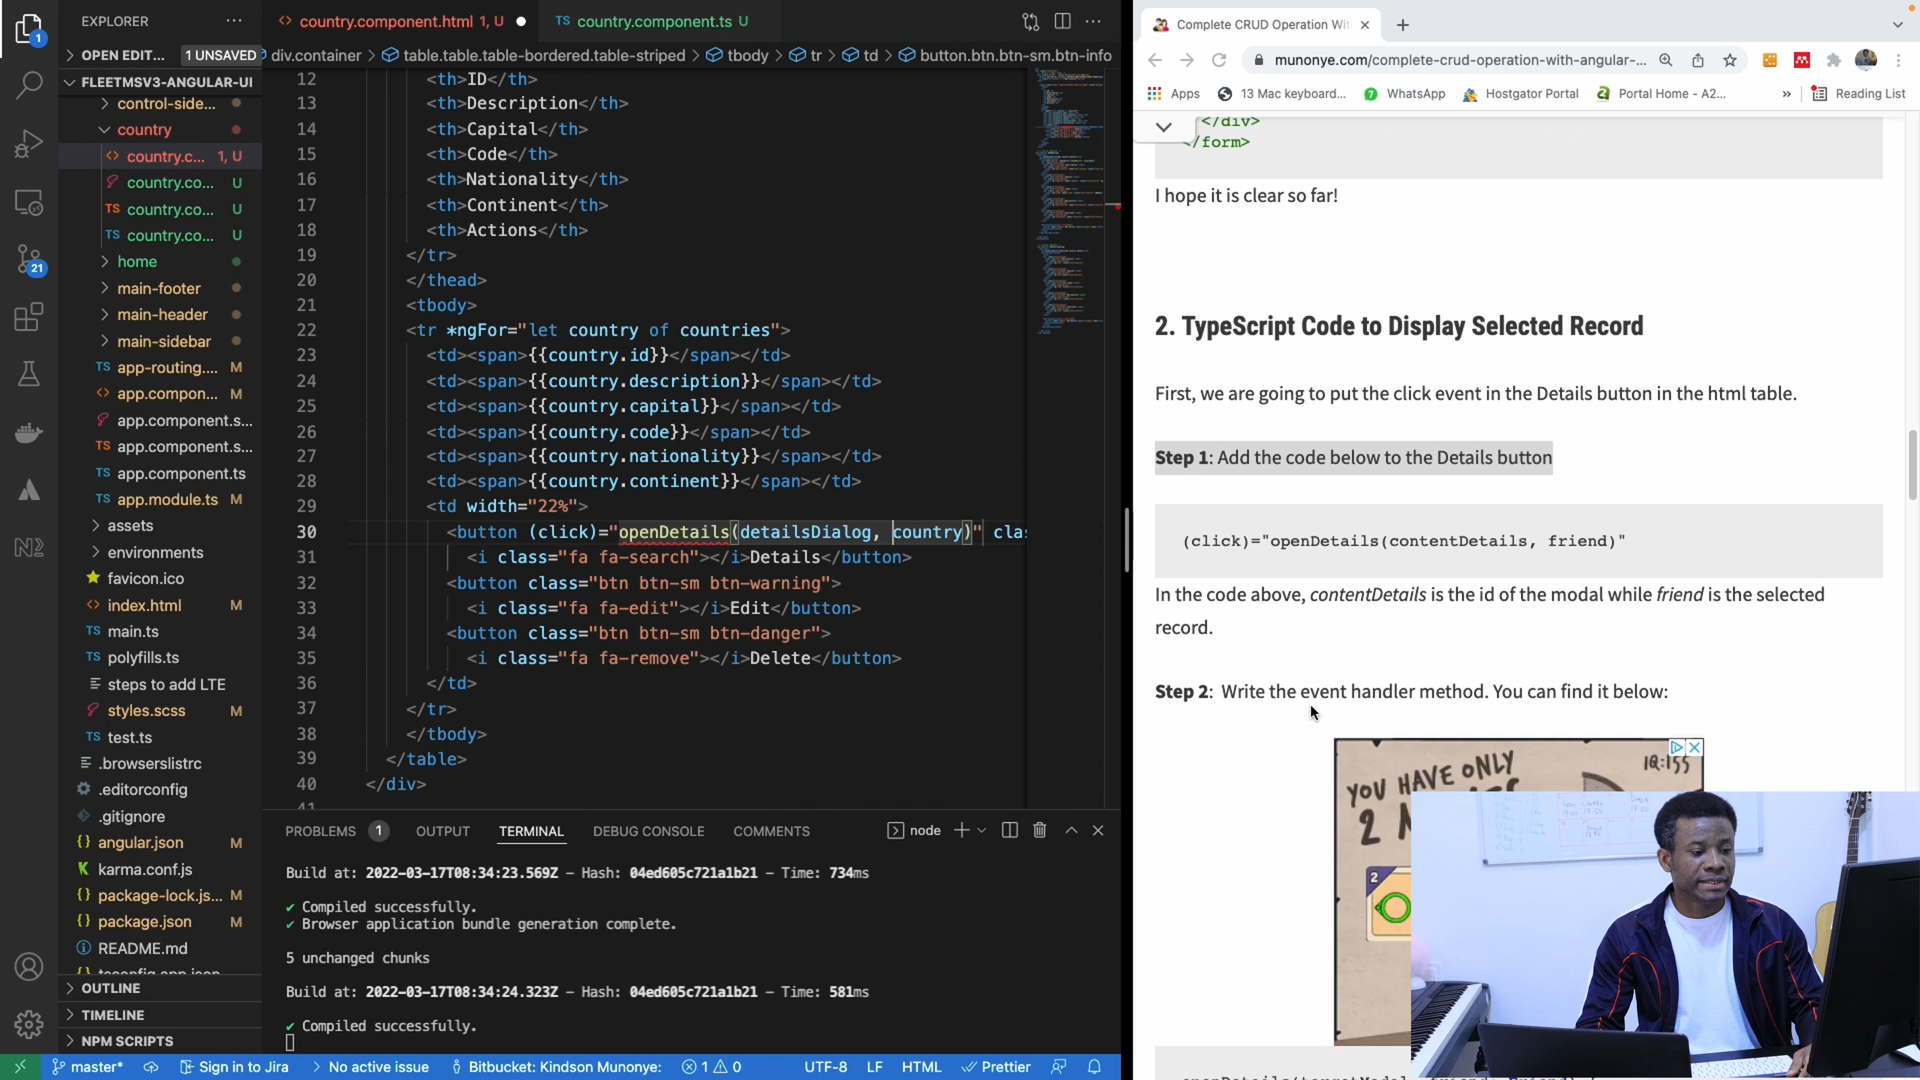 EXPLORER
OPEN EDIT...
1 UNSAVED
FLEETMSV3-ANGULAR-UI
control-side...
country
country.c... 1, U
country.co... U
country.co... U
country.co... U
home
main-footer
main-header
main-sidebar
app-routing.... M
app.compon... M
app.component.s...
app.component.s...
app.component.ts
app.module.ts M
assets
environments
favicon.ico
index.html M
main.ts
polyfills.ts
steps to add LTE
styles.scss M
test.ts
.browserslistrc
.editorconfig
.gitignore
angular.json M
karma.conf.js
package-lock.js... M
package.json M
README.md
tsconfig.app.json
OUTLINE
TIMELINE
NPM SCRIPTS
country.component.html 1, U
country.component.ts U
div.container > table.table.table-bordered.table-striped > tbody > tr > td > button.btn.btn-sm.btn-info
12 <th>ID</th>
13 <th>Description</th>
14 <th>Capital</th>
15 <th>Code</th>
16 <th>Nationality</th>
17 <th>Continent</th>
18 <th>Actions</th>
19 </tr>
20 </thead>
21 <tbody>
22 <tr *ngFor="let country of countries">
23 <td><span>{{country.id}}</span></td>
24 <td><span>{{country.description}}</span></td>
25 <td><span>{{country.capital}}</span></td>
26 <td><span>{{country.code}}</span></td>
27 <td><span>{{country.nationality}}</span></td>
28 <td><span>{{country.continent}}</span></td>
29 <td width="22%">
30 <button (click)="openDetails(detailsDialog, country)" clas
31 <i class="fa fa-search"></i>Details</button>
32 <button class="btn btn-sm btn-warning">
33 <i class="fa fa-edit"></i>Edit</button>
34 <button class="btn btn-sm btn-danger">
35 <i class="fa fa-remove"></i>Delete</button>
36 </td>
37 </tr>
38 </tbody>
39 </table>
40 </div>
41
PROBLEMS 1 OUTPUT TERMINAL DEBUG CONSOLE COMMENTS node
Build at: 2022-03-17T08:34:23.569Z - Hash: 04ed605c721a1b21 - Time: 734ms
✔ Compiled successfully.
✔ Browser application bundle generation complete.
5 unchanged chunks
Build at: 2022-03-17T08:34:24.323Z - Hash: 04ed605c721a1b21 - Time: 581ms
✔ Compiled successfully.
master* Sign in to Jira No active issue Bitbucket: Kindson Munonye: 1 0 UTF-8 LF HTML Prettier
1
21
Complete CRUD Operation Wit
munonye.com/complete-crud-operation-with-angular-...
Apps 13 Mac keyboard... WhatsApp Hostgator Portal Portal Home - A2... » Reading List
</div>
</form>
I hope it is clear so far!
2. TypeScript Code to Display Selected Record
First, we are going to put the click event in the Details button in the html table.
Step 1: Add the code below to the Details button
(click)="openDetails(contentDetails, friend)"
In the code above, contentDetails is the id of the modal while friend is the selected
record.
Step 2: Write the event handler method. You can find it below:
YOU HAVE ONLY
IQ:155
2
2